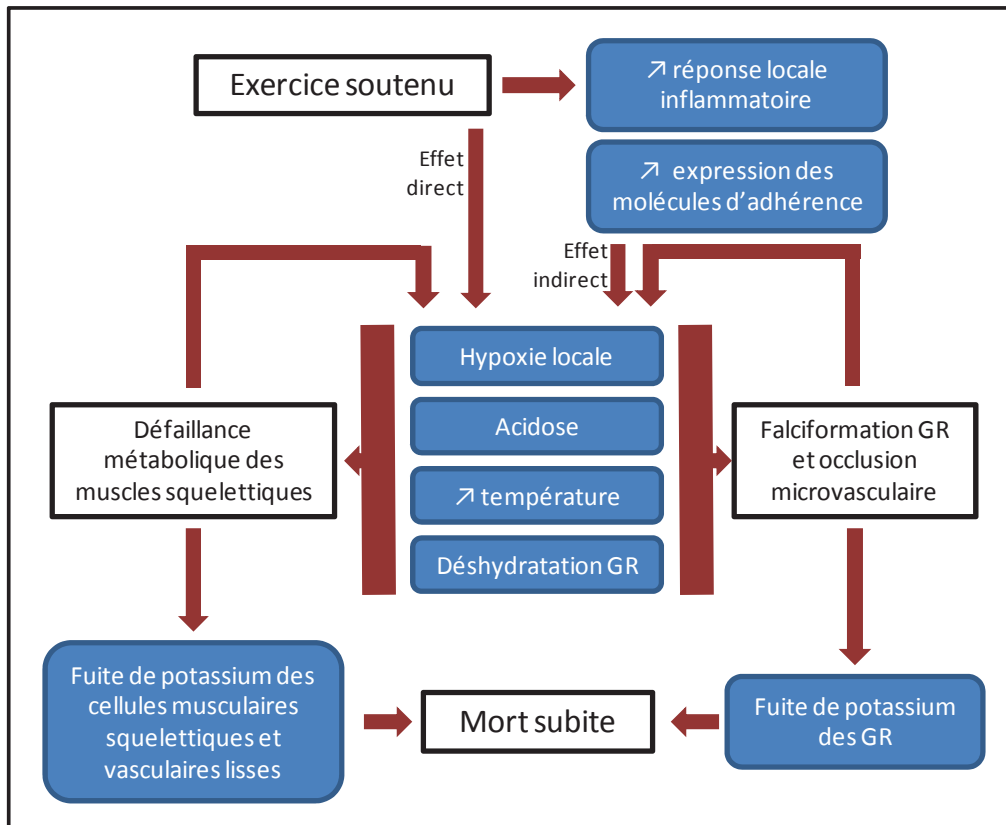 Exercice soutenu
↗ réponse locale
inflammatoire
↗ expression des
molécules d'adhérence
Effet
direct
Effet
indirect
Hypoxie locale
Acidose
↗ température
Déshydratation GR
Défaillance
métabolique des
muscles squelettiques
Falciformation GR
et occlusion
microvasculaire
Fuite de potassium des
cellules musculaires
squelettiques et
vasculaires lisses
Mort subite
Fuite de potassium
des GR